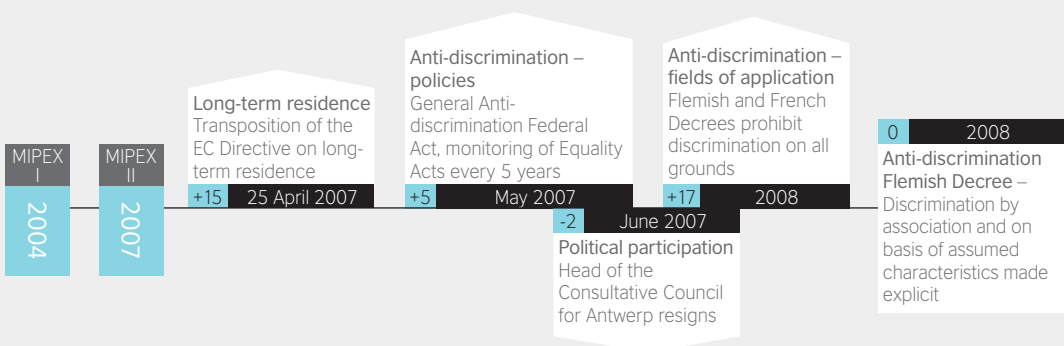 MIPEX
I
2004
MIPEX
II
2007
Long-term residence
Transposition of the
EC Directive on long-
term residence
+15 25 April 2007
Anti-discrimination –
policies
General Anti-
discrimination Federal
Act, monitoring of Equality
Acts every 5 years
+5 May 2007
-2 June 2007
Political participation
Head of the
Consultative Council
for Antwerp resigns
Anti-discrimination –
fields of application
Flemish and French
Decrees prohibit
discrimination on all
grounds
+17 2008
0 2008
Anti-discrimination
Flemish Decree –
Discrimination by
association and on
basis of assumed
characteristics made
explicit